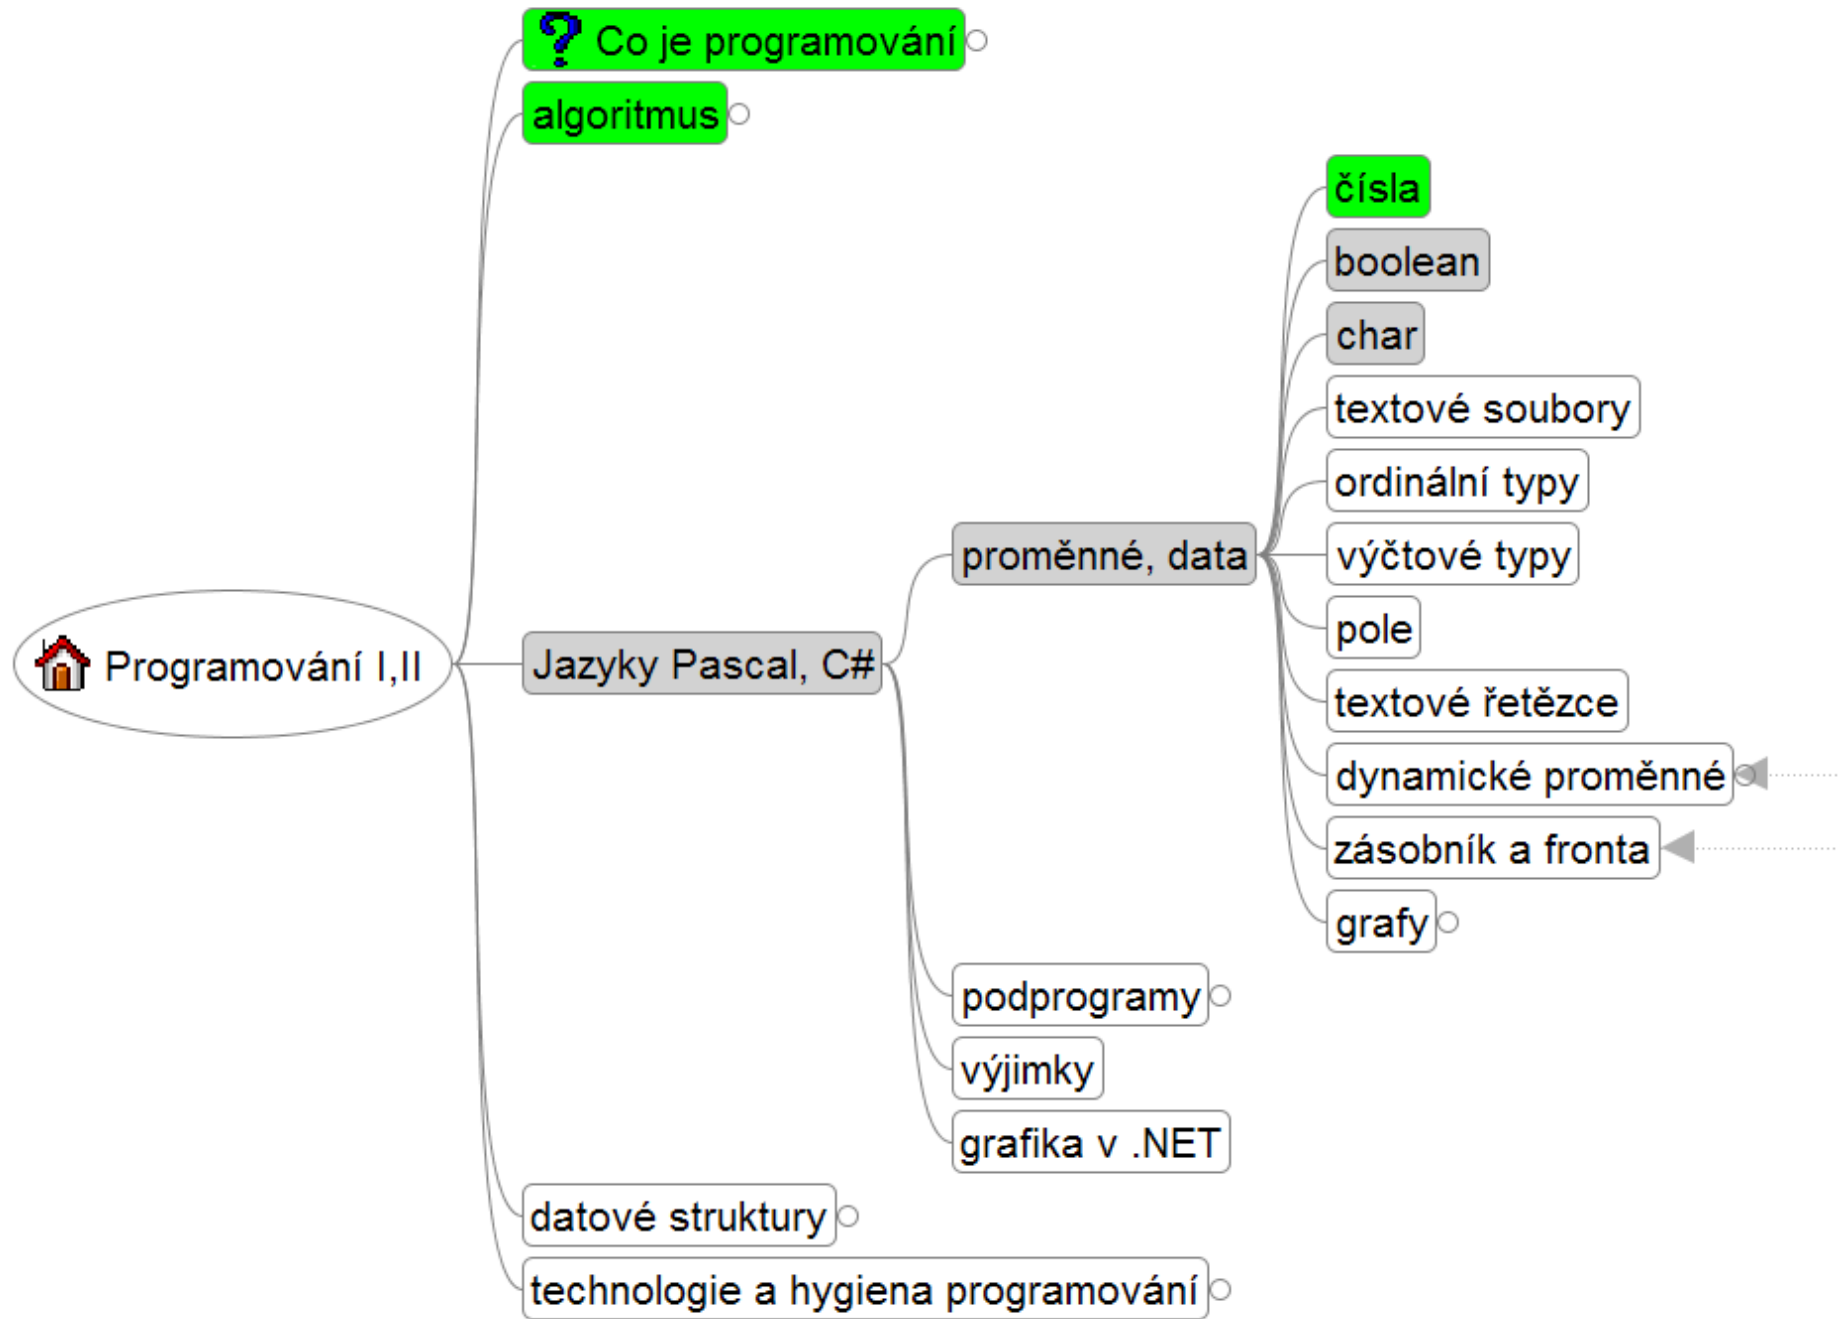 Co je programování
algoritmus
čísla
boolean
char
textové soubory
ordinální typy
proměnné, data
výčtové typy
pole
Programování I,II
Jazyky Pascal, C#
textové řetězce
dynamické proměnné
zásobník a fronta
grafy
podprogramy
výjimky
grafika v .NET
datové struktury
technologie a hygiena programování